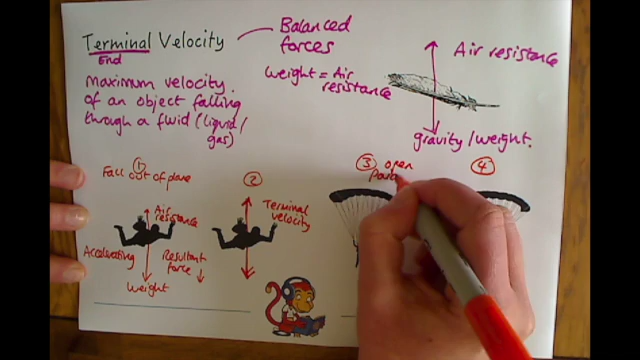 Terminal Velocity
End
Balanced
forces
Weight = Air
resistance
Air resistance
gravity/weight.
maximum velocity
of an object falling
through a fluid (liquid/
gas)
①
Fall out of plane
Air
resistance
Accelerating
Resultant
force ↓
Weight
②
Terminal
velocity
③ open
④